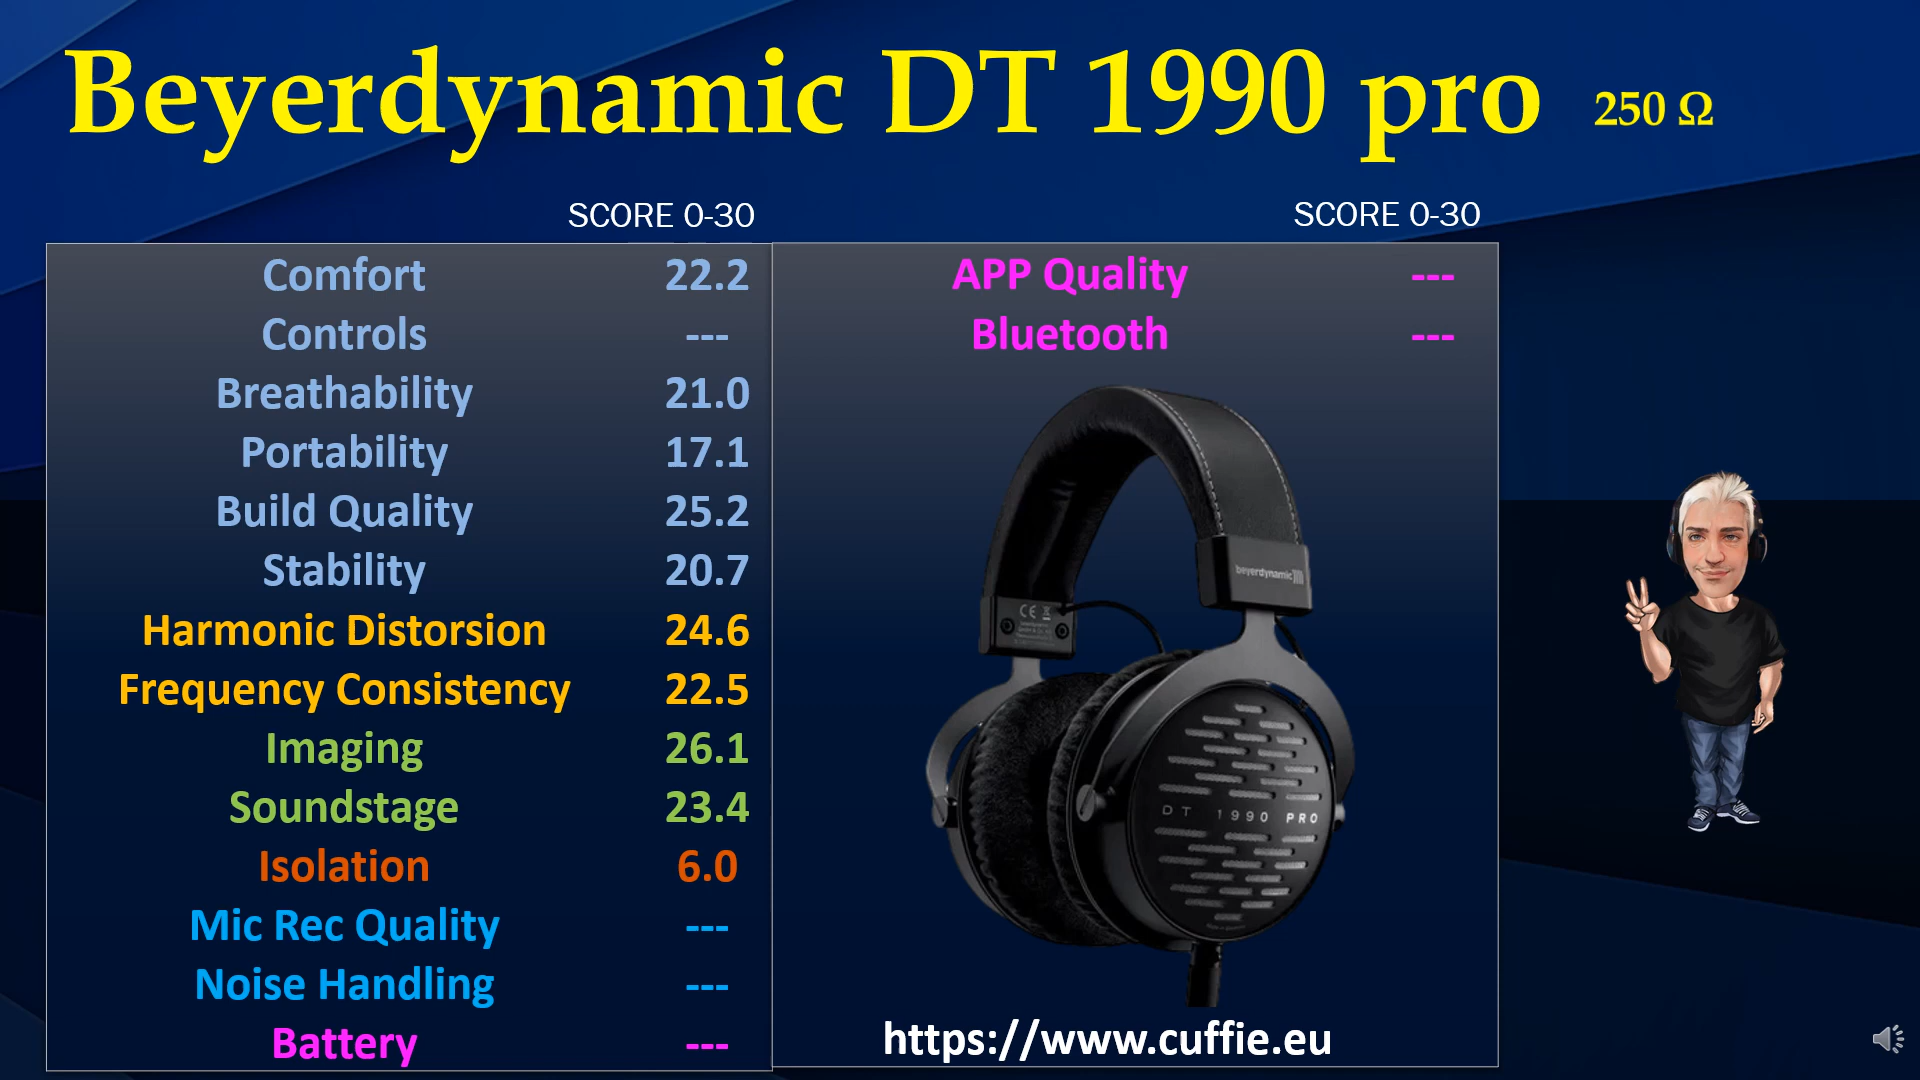 Beyerdynamic DT 1990 pro 250 Ω
SCORE 0-30
SCORE 0-30
Comfort 22.2
Controls ---
Breathability 21.0
Portability 17.1
Build Quality 25.2
Stability 20.7
Harmonic Distorsion 24.6
Frequency Consistency 22.5
Imaging 26.1
Soundstage 23.4
Isolation 6.0
Mic Rec Quality ---
Noise Handling ---
Battery ---
APP Quality ---
Bluetooth ---
beyerdynamic
CE
DT 1990 PRO
https://www.cuffie.eu